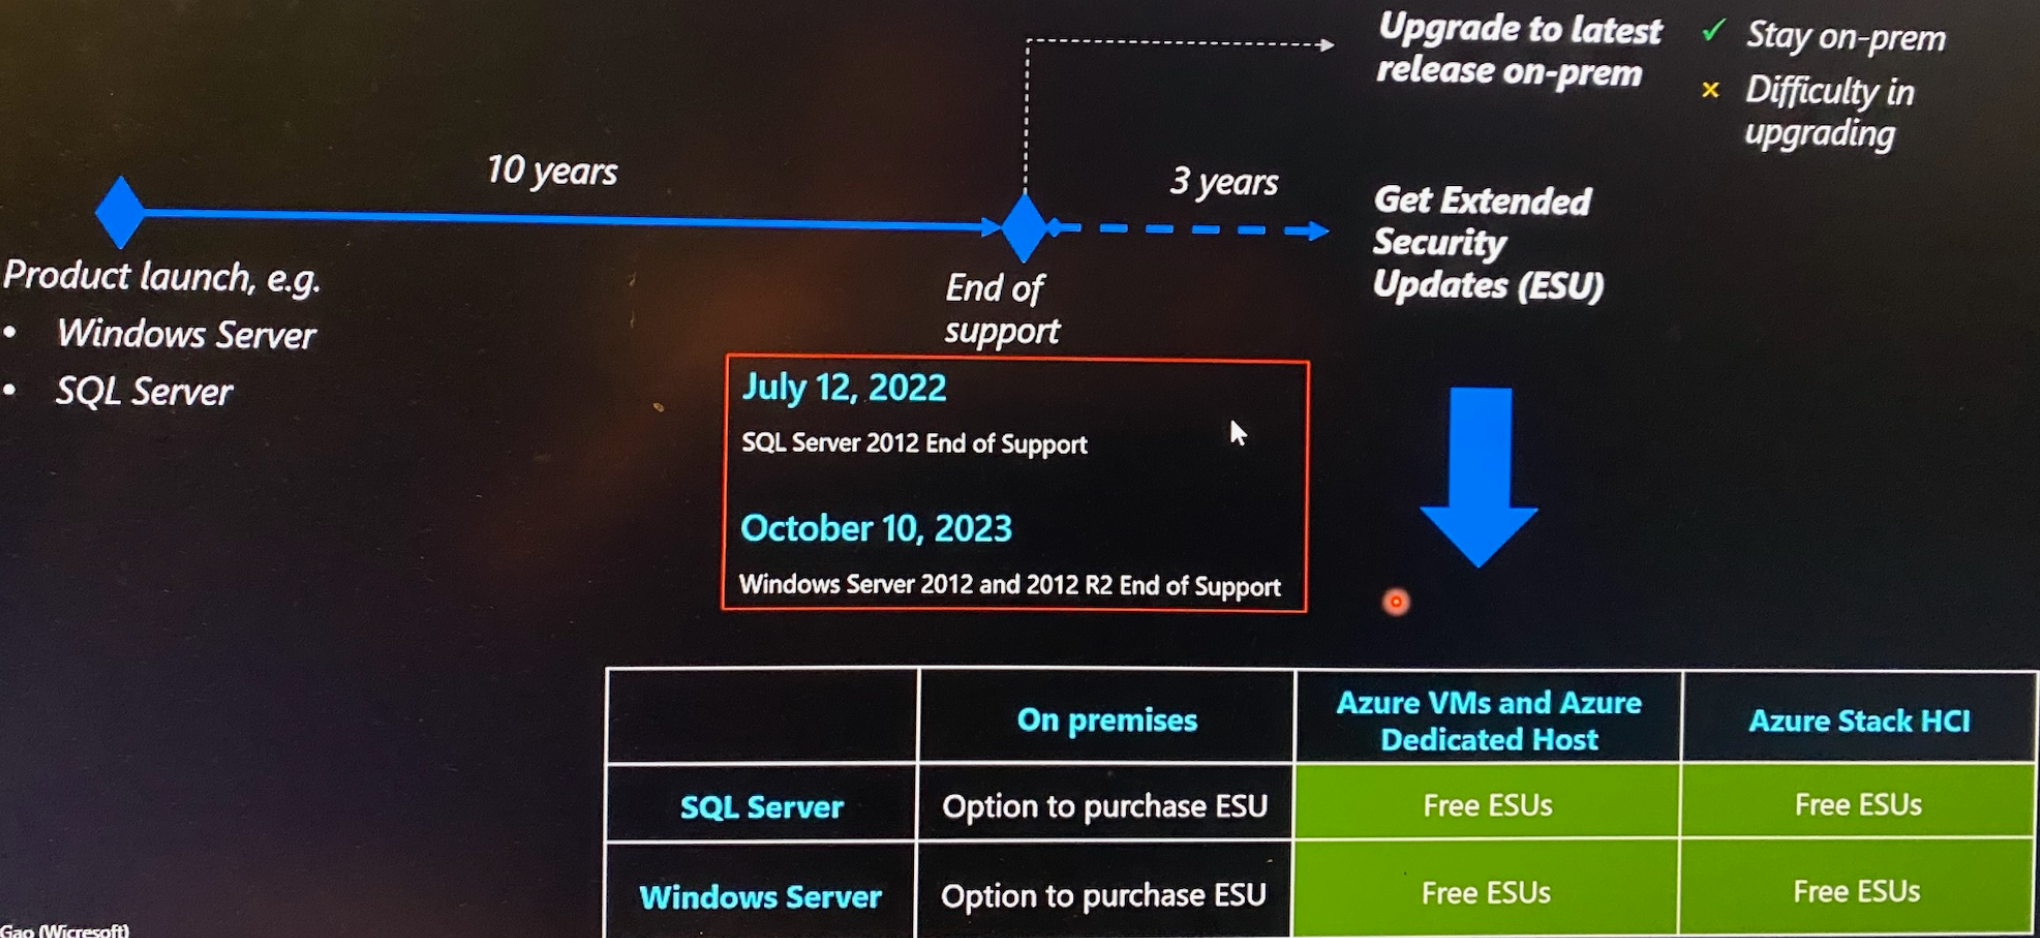 Upgrade to latest
release on-prem
✓ Stay on-prem
× Difficulty in
upgrading
10 years
3 years
Get Extended
Security
Updates (ESU)
Product launch, e.g.
• Windows Server
• SQL Server
End of
support
July 12, 2022
SQL Server 2012 End of Support
October 10, 2023
Windows Server 2012 and 2012 R2 End of Support
On premises
Azure VMs and Azure
Dedicated Host
Azure Stack HCI
SQL Server
Option to purchase ESU
Free ESUs
Free ESUs
Windows Server
Option to purchase ESU
Free ESUs
Free ESUs
Gao (Wicresoft)